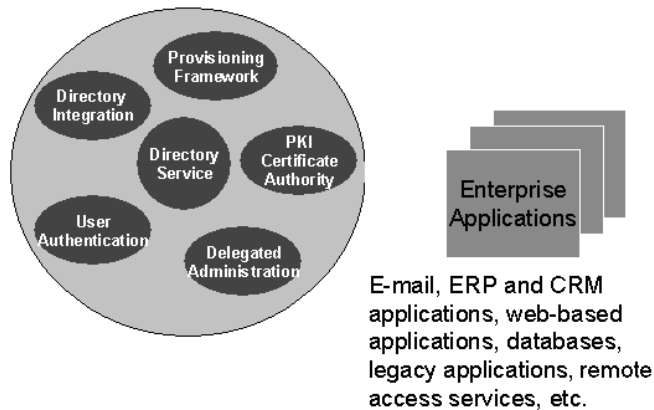 Provisioning
Framework
Directory
Integration
Directory
Service
PKI
Certificate
Authority
User
Authentication
Delegated
Administration
Enterprise
Applications
E-mail, ERP and CRM
applications, web-based
applications, databases,
legacy applications, remote
access services, etc.